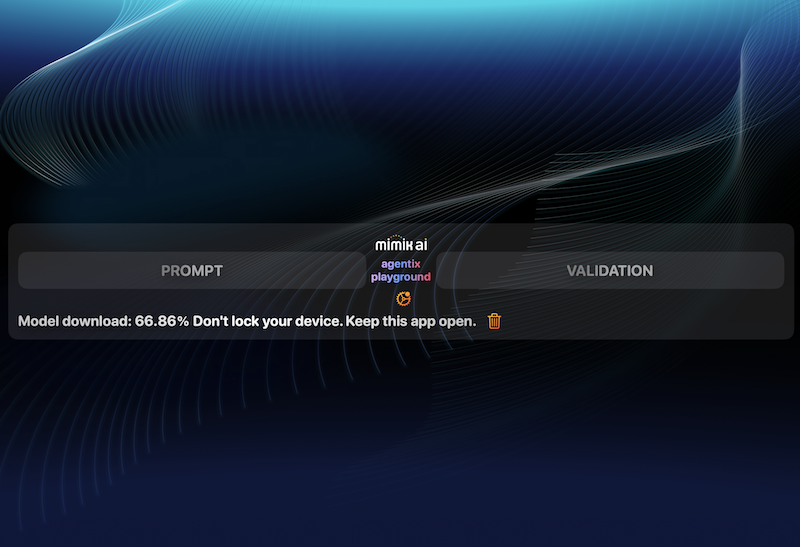 mimik ai
PROMPT
agentix
playground
VALIDATION
Model download: 66.86% Don't lock your device. Keep this app open.